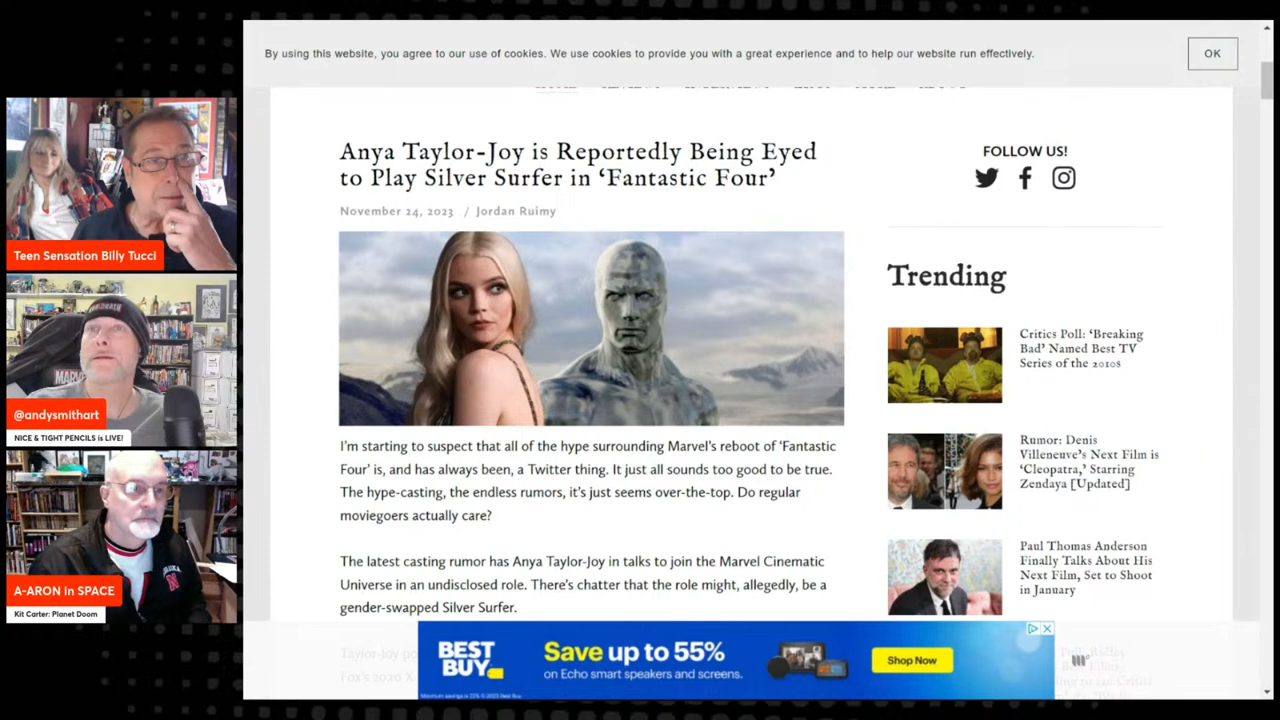 By using this website, you agree to our use of cookies. We use cookies to provide you with a great experience and to help our website run effectively.
OK
Anya Taylor-Joy is Reportedly Being Eyed
to Play Silver Surfer in ‘Fantastic Four’
November 24, 2023 / Jordan Ruimy
I'm starting to suspect that all of the hype surrounding Marvel's reboot of ‘Fantastic
Four’ is, and has always been, a Twitter thing. It just all sounds too good to be true.
The hype-casting, the endless rumors, it's just seems over-the-top. Do regular
moviegoers actually care?
The latest casting rumor has Anya Taylor-Joy in talks to join the Marvel Cinematic
Universe in an undisclosed role. There's chatter that the role might, allegedly, be a
gender-swapped Silver Surfer.
FOLLOW US!
Trending
Critics Poll: ‘Breaking
Bad’ Named Best TV
Series of the 2010s
Rumor: Denis
Villeneuve's Next Film is
‘Cleopatra,’ Starring
Zendaya [Updated]
Paul Thomas Anderson
Finally Talks About His
Next Film, Set to Shoot
in January
BEST
BUY
Save up to 55%
on Echo smart speakers and screens.
Shop Now
Teen Sensation Billy Tucci
@andysmithart
NICE & TIGHT PENCILS is LIVE!
A-ARON in SPACE
Kit Carter: Planet Doom